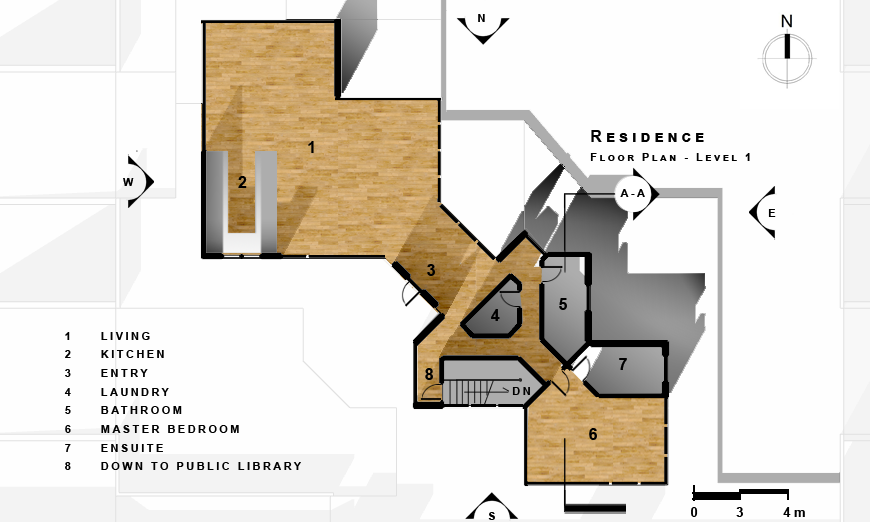 N
N
RESIDENCE
FLOOR PLAN - LEVEL 1
1
W
2
A-A
E
3
5
4
1 LIVING
2 KITCHEN
3 ENTRY
4 LAUNDRY
5 BATHROOM
6 MASTER BEDROOM
7 ENSUITE
8 DOWN TO PUBLIC LIBRARY
7
8
DN
6
S
0 3 4 m